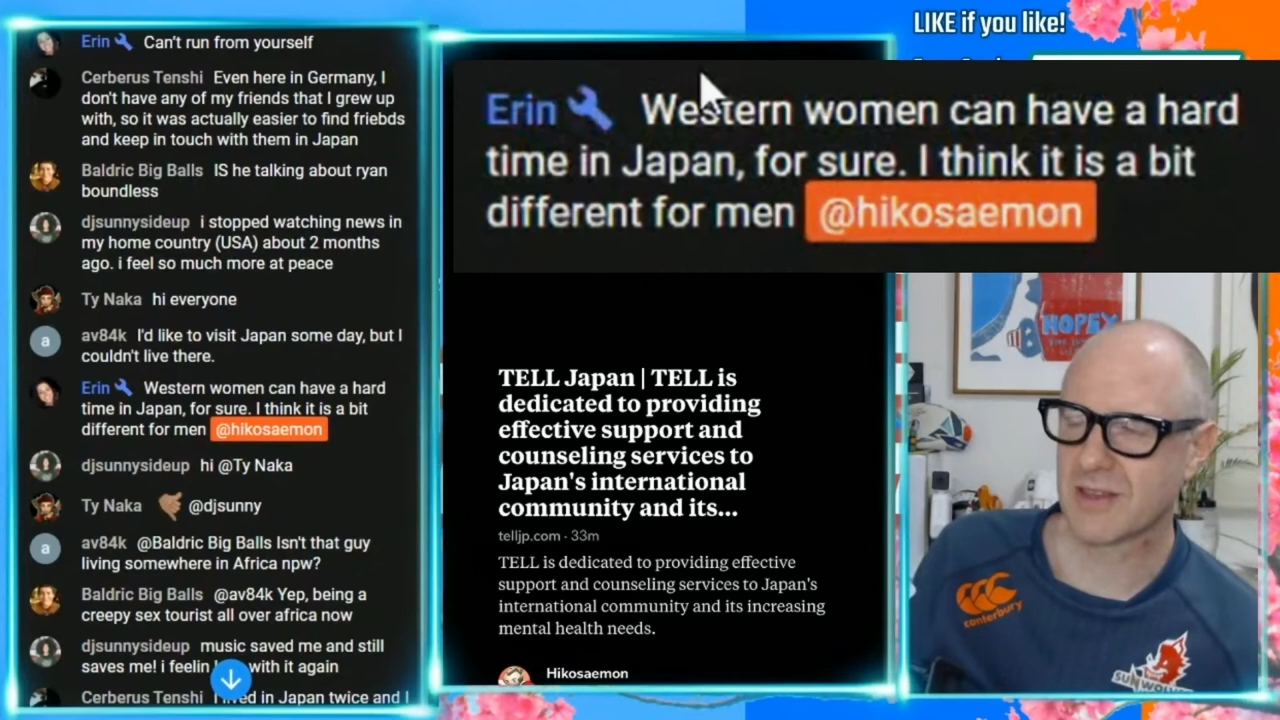 Erin Can't run from yourself
Cerberus Tenshi Even here in Germany, I
don't have any of my friends that I grew up
with, so it was actually easier to find friebds
and keep in touch with them in Japan
Baldric Big Balls IS he talking about ryan
boundless
djsunnysideup i stopped watching news in
my home country (USA) about 2 months
ago. i feel so much more at peace
Ty Naka hi everyone
a
av84k I'd like to visit Japan some day, but I
couldn't live there.
Erin Western women can have a hard
time in Japan, for sure. I think it is a bit
different for men @hikosaemon
djsunnysideup hi @Ty Naka
Ty Naka @djsunny
a
av84k @Baldric Big Balls Isn't that guy
living somewhere in Africa npw?
Baldric Big Balls @av84k Yep, being a
creepy sex tourist all over africa now
djsunnysideup music saved me and still
saves me! i feelin with it again
Cerberus Tenshi in Japan twice and I
LIKE if you like!
Erin Western women can have a hard
time in Japan, for sure. I think it is a bit
different for men @hikosaemon
TELL Japan | TELL is
dedicated to providing
effective support and
counseling services to
Japan's international
community and its...
telljp.com · 33m
TELL is dedicated to providing effective
support and counseling services to Japan's
international community and its increasing
mental health needs.
Hikosaemon
HOPEX
canterbury
SUNWOLVES